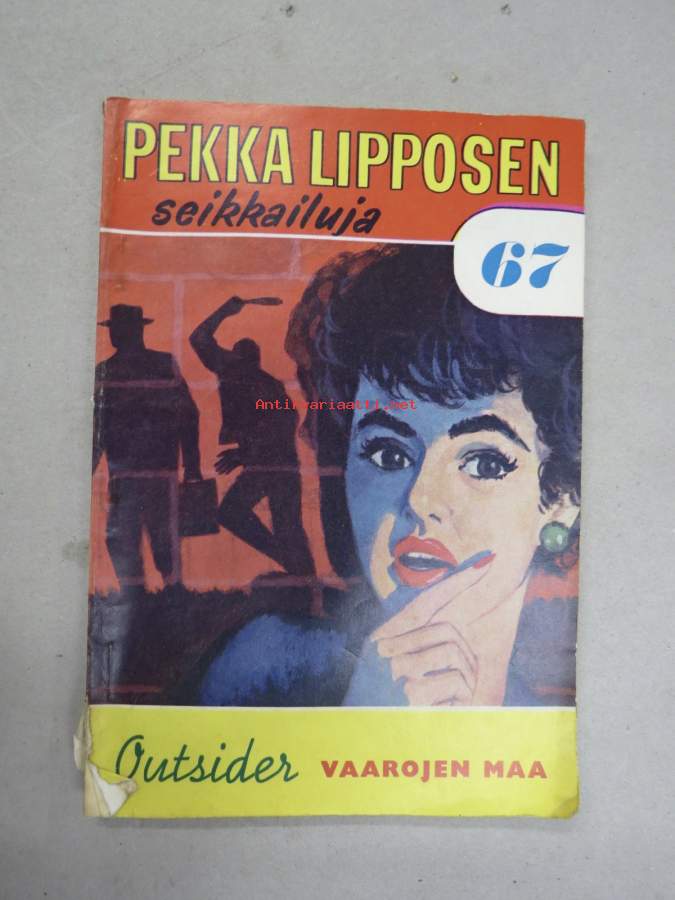 PEKKA LIPPOSEN
seikkailuja
67
Antikvariaatti.net
Outsider VAAROJEN MAA